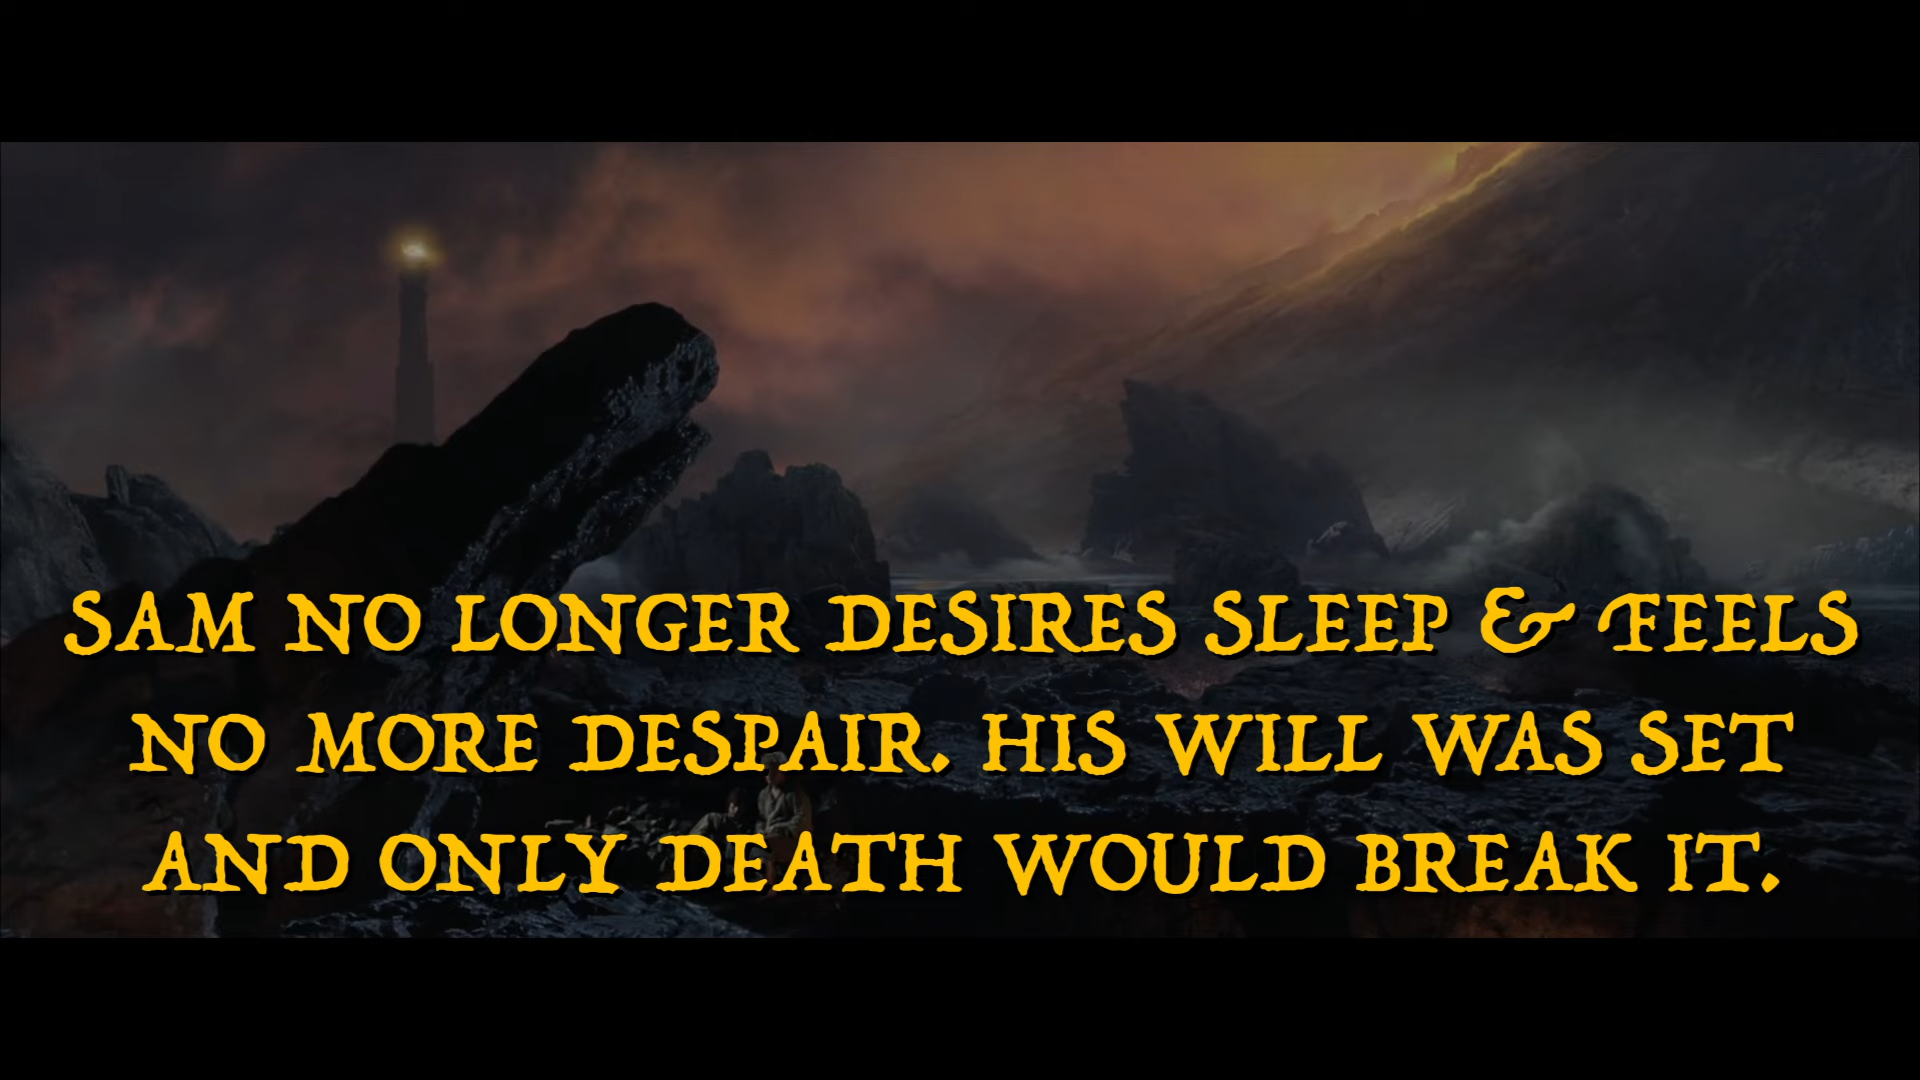 SAM NO LONGER DESIRES SLEEP & FEELS
NO MORE DESPAIR. HIS WILL WAS SET
AND ONLY DEATH WOULD BREAK IT.